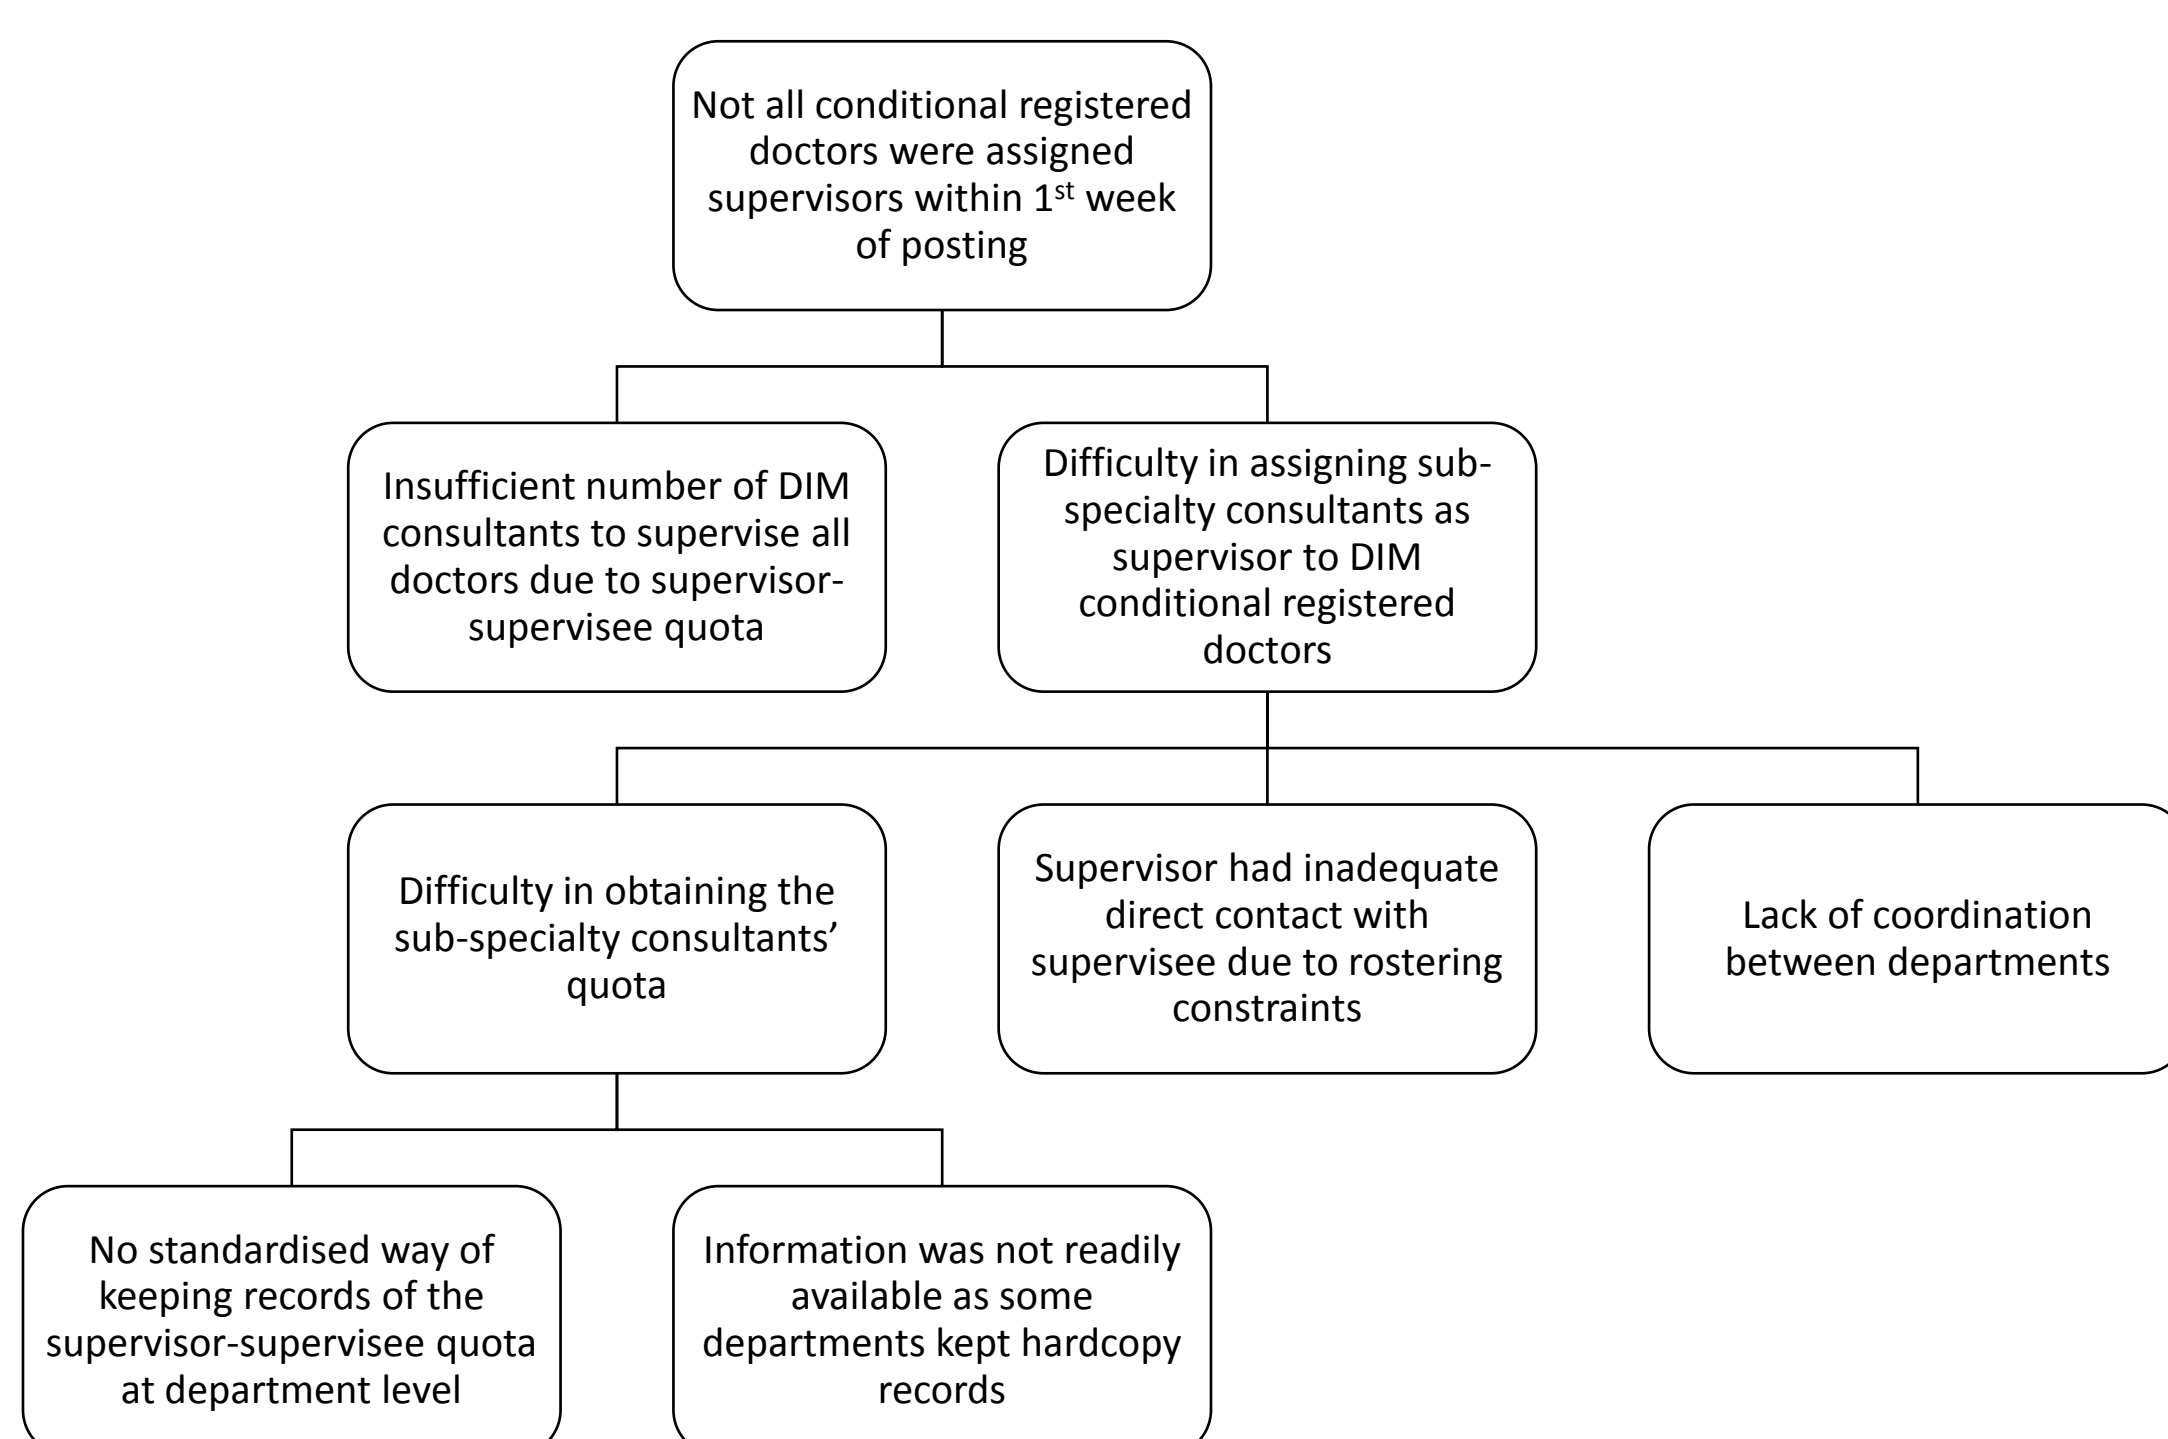 Not all conditional registered
doctors were assigned
supervisors within 1st week
of posting
Insufficient number of DIM
consultants to supervise all
doctors due to supervisor-
supervisee quota
Difficulty in assigning sub-
specialty consultants as
supervisor to DIM
conditional registered
doctors
Difficulty in obtaining the
sub-specialty consultants’
quota
Supervisor had inadequate
direct contact with
supervisee due to rostering
constraints
Lack of coordination
between departments
No standardised way of
keeping records of the
supervisor-supervisee quota
at department level
Information was not readily
available as some
departments kept hardcopy
records